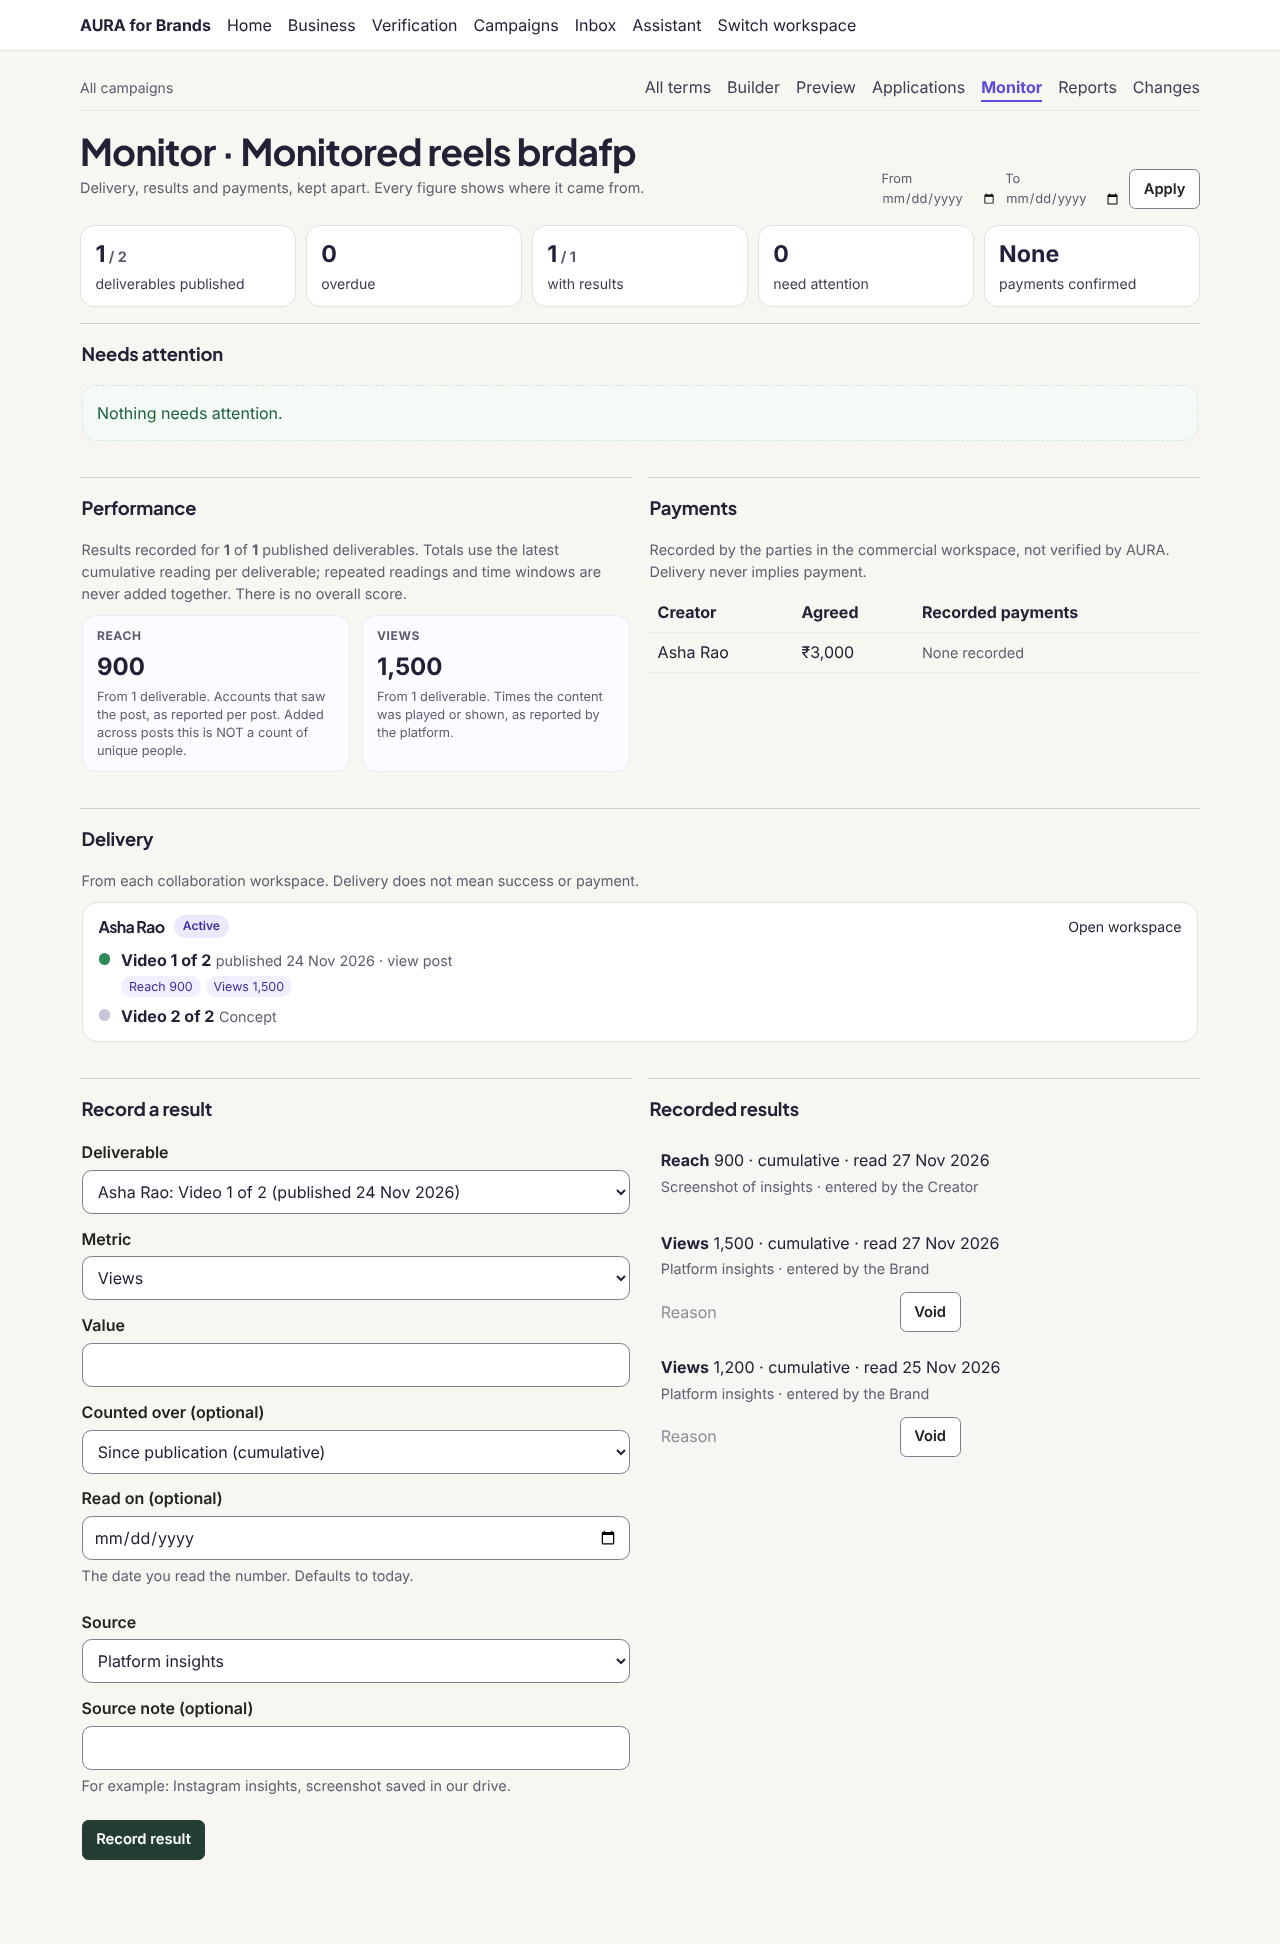 AURA for Brands Home Business Verification Campaigns Inbox Assistant Switch workspace
All campaigns All terms Builder Preview Applications Monitor Reports Changes
Monitor · Monitored reels brdafp
Delivery, results and payments, kept apart. Every figure shows where it came from.
From To
mm/dd/yyyy mm/dd/yyyy Apply
1 / 2 0 1 / 1 0 None
deliverables published overdue with results need attention payments confirmed
Needs attention
Nothing needs attention.
Performance
Results recorded for 1 of 1 published deliverables. Totals use the latest
cumulative reading per deliverable; repeated readings and time windows are
never added together. There is no overall score.
REACH
900
From 1 deliverable. Accounts that saw
the post, as reported per post. Added
across posts this is NOT a count of
unique people.
VIEWS
1,500
From 1 deliverable. Times the content
was played or shown, as reported by
the platform.
Payments
Recorded by the parties in the commercial workspace, not verified by AURA.
Delivery never implies payment.
Creator Agreed Recorded payments
Asha Rao ₹3,000 None recorded
Delivery
From each collaboration workspace. Delivery does not mean success or payment.
Asha Rao Active Open workspace
Video 1 of 2 published 24 Nov 2026 · view post
Reach 900 Views 1,500
Video 2 of 2 Concept
Record a result
Deliverable
Asha Rao: Video 1 of 2 (published 24 Nov 2026)
Metric
Views
Value
Counted over (optional)
Since publication (cumulative)
Read on (optional)
mm/dd/yyyy
The date you read the number. Defaults to today.
Source
Platform insights
Source note (optional)
For example: Instagram insights, screenshot saved in our drive.
Record result
Recorded results
Reach 900 · cumulative · read 27 Nov 2026
Screenshot of insights · entered by the Creator
Views 1,500 · cumulative · read 27 Nov 2026
Platform insights · entered by the Brand
Reason Void
Views 1,200 · cumulative · read 25 Nov 2026
Platform insights · entered by the Brand
Reason Void